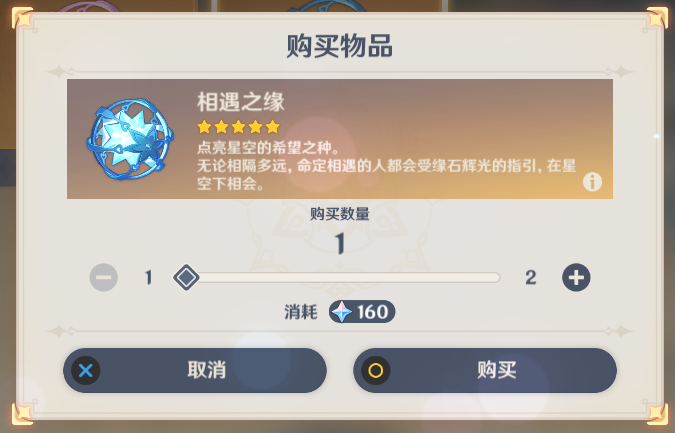 购买物品
相遇之缘
点亮星空的希望之种。
无论相隔多远，命定相遇的人都会受缘石辉光的指引，在星
空下相会。
购买数量
1
1
2
消耗 160
取消
购买